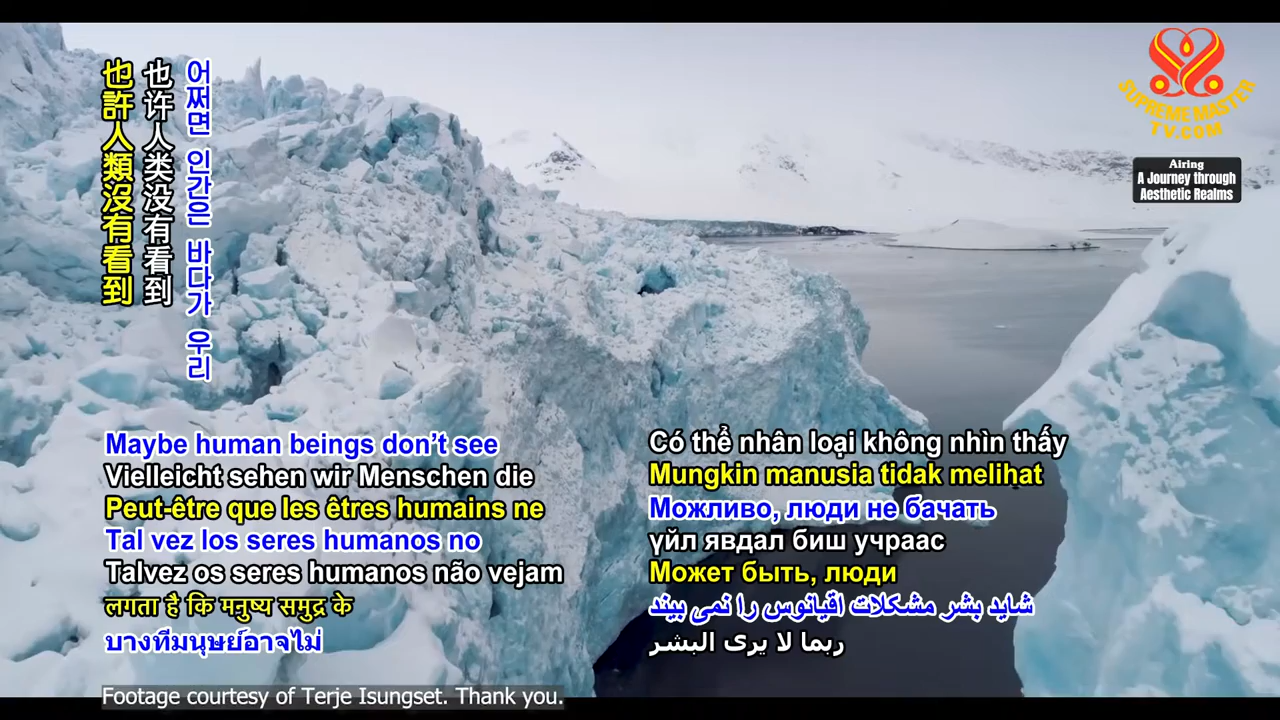 也許人類沒有看到
也许人类没有看到
어쩌면 인간은 바다가 우리
SUPREME MASTER
TV.COM
Airing
A Journey through
Aesthetic Realms
Maybe human beings don't see
Vielleicht sehen wir Menschen die
Peut-être que les êtres humains ne
Tal vez los seres humanos no
Talvez os seres humanos não vejam
लगता है कि मनुष्य समुद्र के
บางทีมนุษย์อาจไม่
Có thể nhân loại không nhìn thấy
Mungkin manusia tidak melihat
Можливо, люди не бачать
үйл явдал биш учраас
Может быть, люди
شاید بشر مشکلات اقیانوس را نمی بیند
ربما لا يرى البشر
Footage courtesy of Terje Isungset. Thank you.